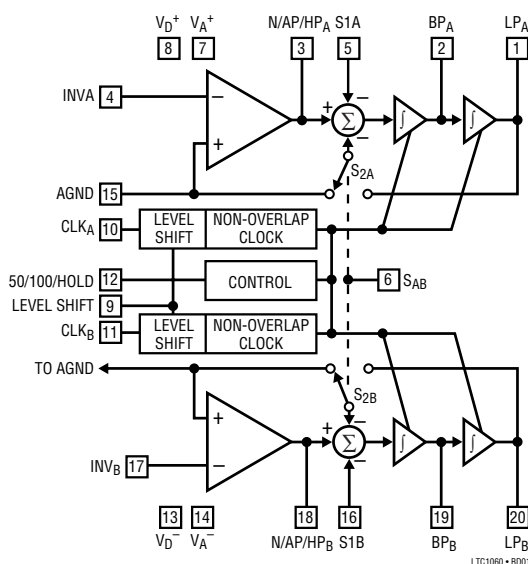 V_D⁺ V_A⁺ N/AP/HP_A S1A BP_A LP_A
8 7 3 5 2 1
INVA 4 − + − −
+ Σ ∫ ∫
−
S_2A
AGND 15
CLK_A 10 LEVEL SHIFT NON-OVERLAP CLOCK
50/100/HOLD 12 CONTROL 6 S_AB
LEVEL SHIFT 9
CLK_B 11 LEVEL SHIFT NON-OVERLAP CLOCK
TO AGND
S_2B
+ + − 
Σ ∫ ∫
INV_B 17 − −
13 14 18 16 19 20
V_D⁻ V_A⁻ N/AP/HP_B S1B BP_B LP_B
LTC1060 • BD01